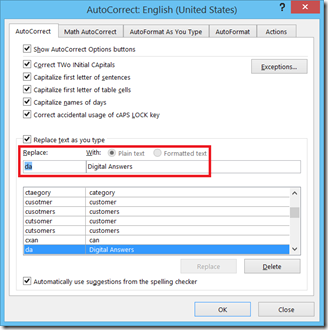 AutoCorrect: English (United States) ? ✕
AutoCorrect Math AutoCorrect AutoFormat As You Type AutoFormat Actions
Show AutoCorrect Options buttons
Correct TWo INitial CApitals
Exceptions...
Capitalize first letter of sentences
Capitalize first letter of table cells
Capitalize names of days
Correct accidental usage of cAPS LOCK key
Replace text as you type
Replace: With: Plain text Formatted text
da Digital Answers
ctaegory category
cusotmer customer
cusotmers customers
cutsomer customer
cutsomers customers
cxan can
da Digital Answers
Replace Delete
Automatically use suggestions from the spelling checker
OK Close